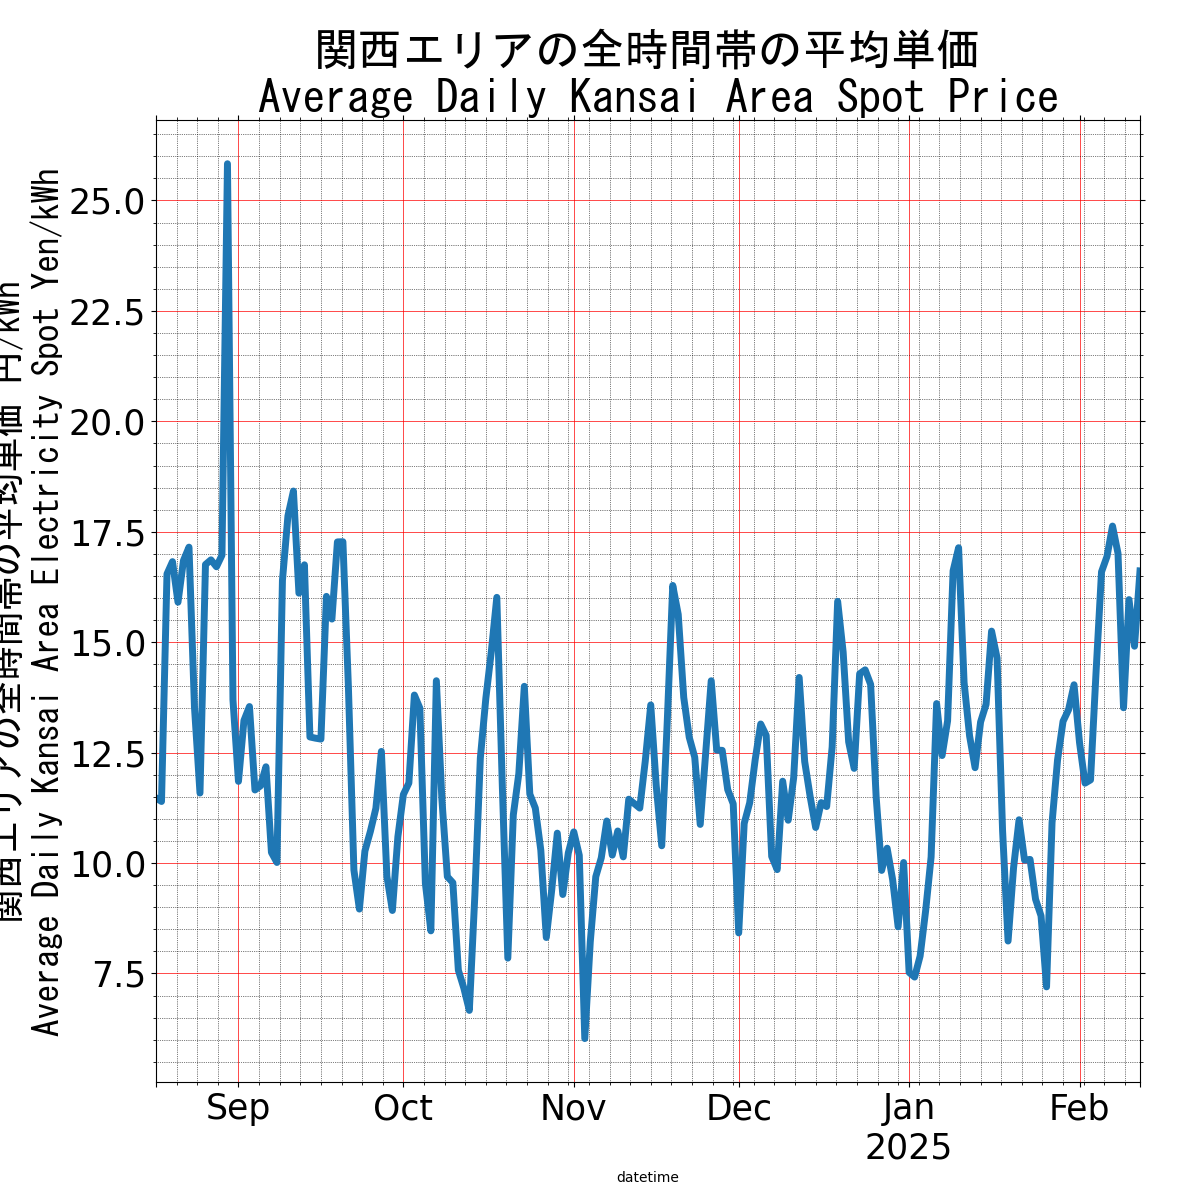 関西エリアの全時間帯の平均単価
Average Daily Kansai Area Spot Price
関西エリアの全時間帯の平均単価 円/kWh
Average Daily Kansai Area Electricity Spot Yen/kWh
25.0
22.5
20.0
17.5
15.0
12.5
10.0
7.5
Sep Oct Nov Dec Jan Feb
2025
datetime